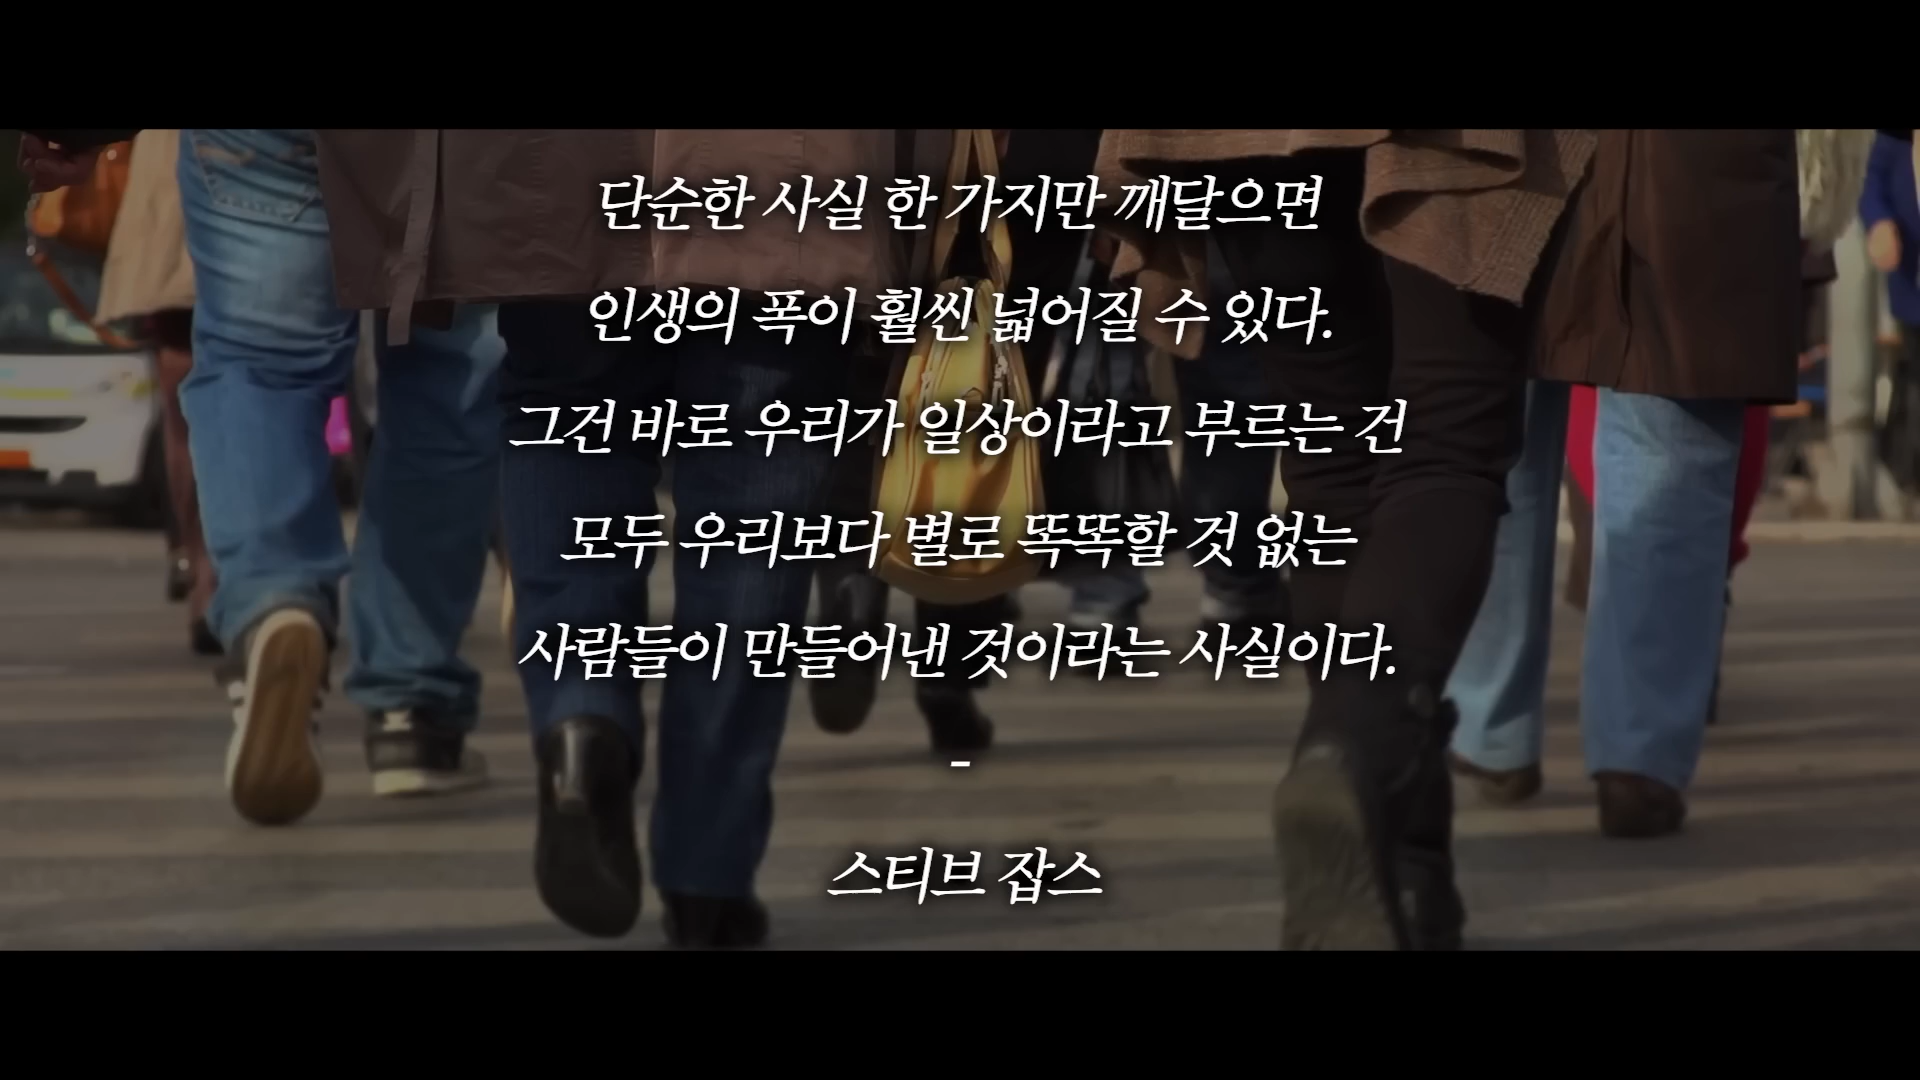 단순한 사실 한 가지만 깨달으면
인생의 폭이 훨씬 넓어질 수 있다.
그건 바로 우리가 일상이라고 부르는 건
모두 우리보다 별로 똑똑할 것 없는
사람들이 만들어낸 것이라는 사실이다.
-
스티브 잡스